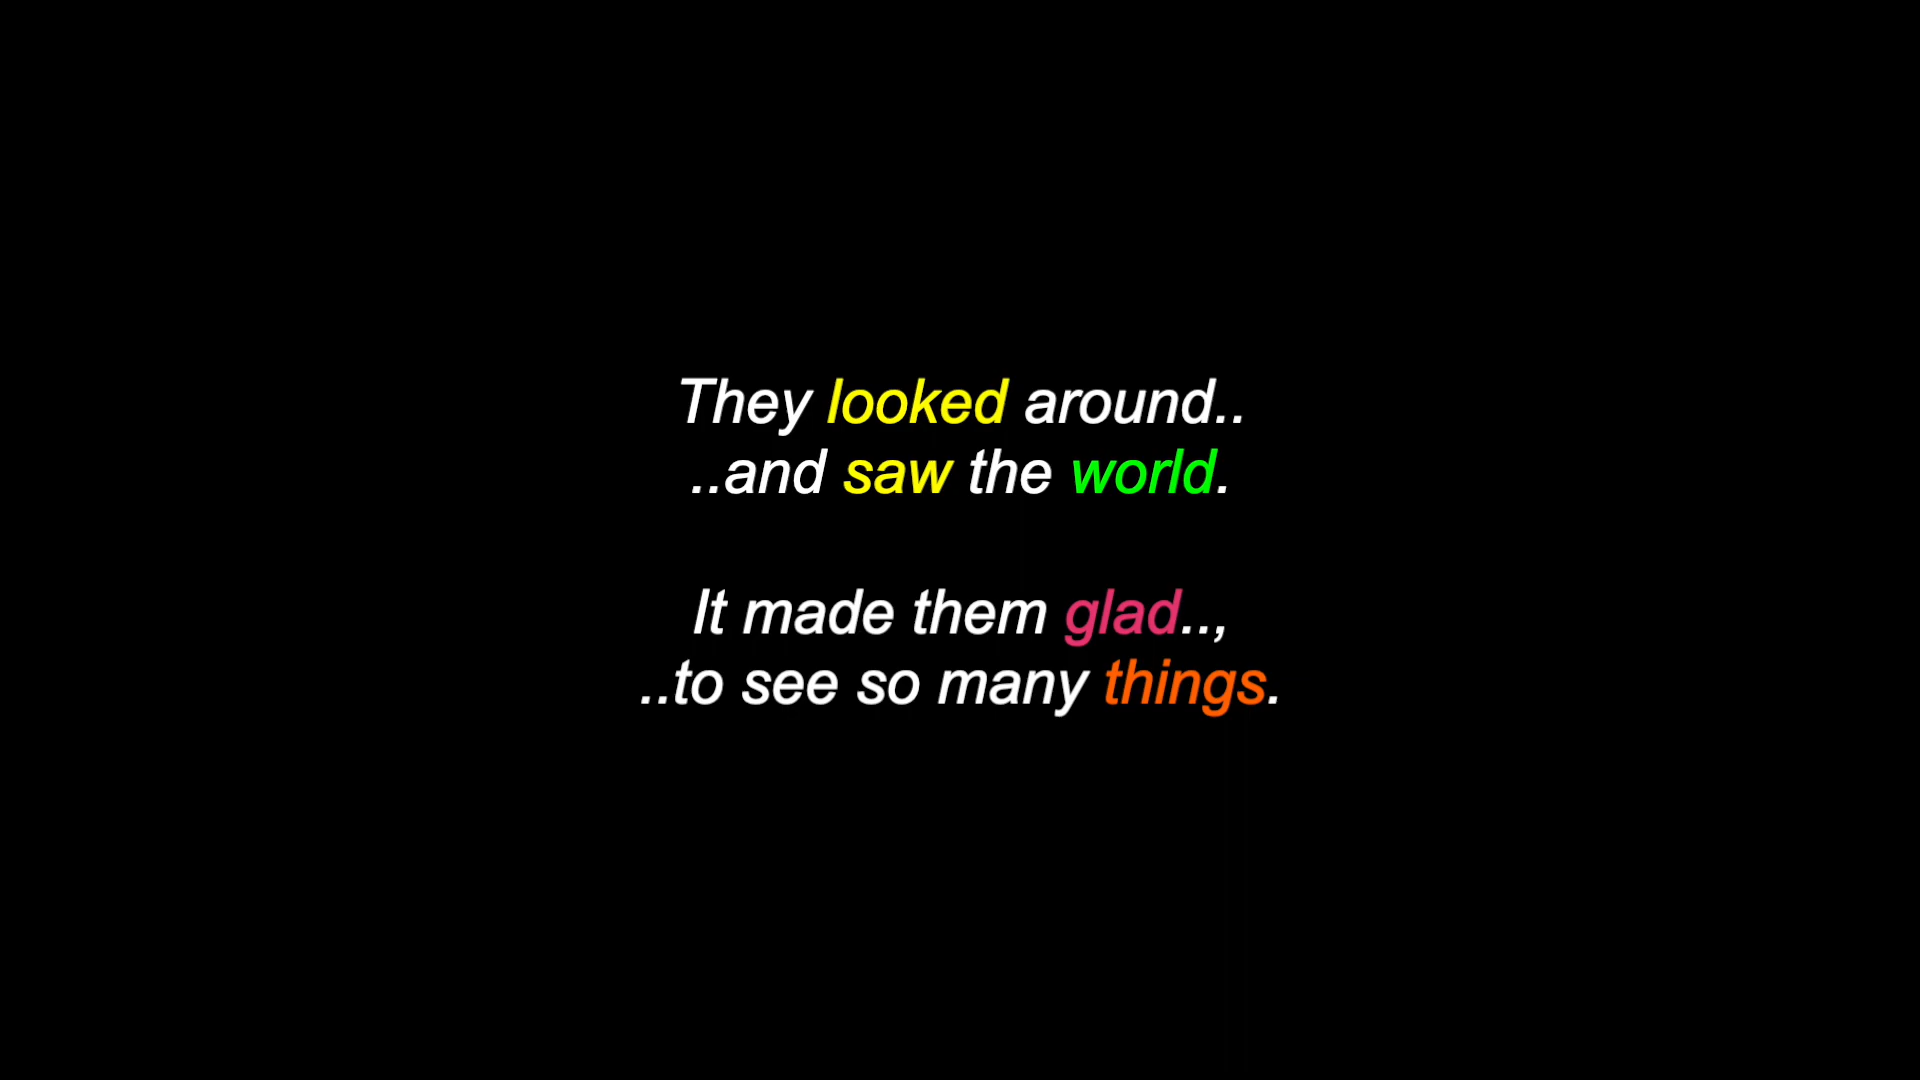 They looked around..
..and saw the world.
It made them glad..,
..to see so many things.